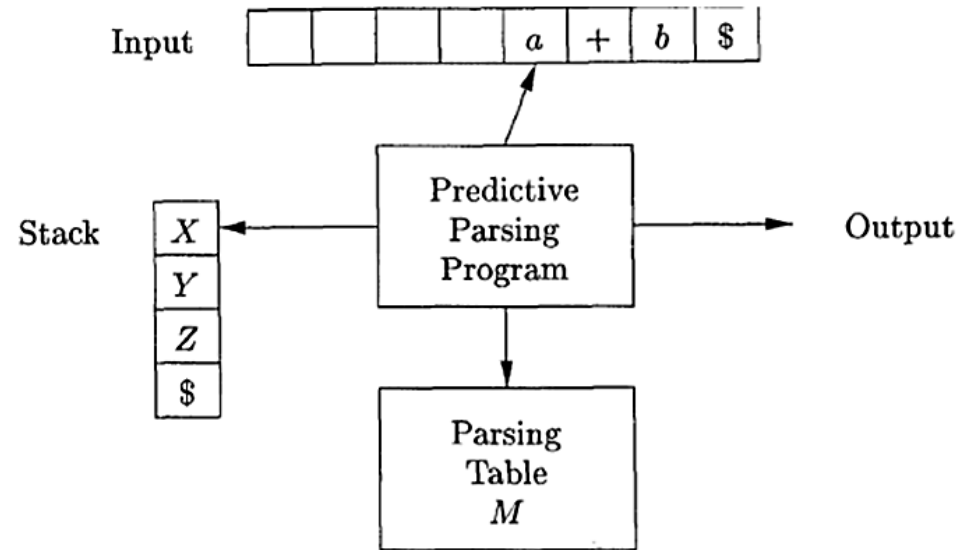 Input a + b $
Predictive
Parsing
Program
Stack X
Y
Z
$
Output
Parsing
Table
M